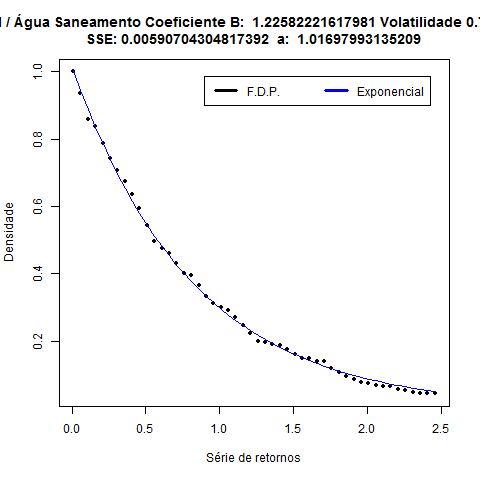 / Água Saneamento Coeficiente B: 1.22582221617981 Volatilidade 0.
SSE: 0.00590704304817392 a: 1.01697993135209
F.D.P.
Exponencial
Densidade
1.0
0.8
0.6
0.4
0.2
0.0
0.5
1.0
1.5
2.0
2.5
Série de retornos